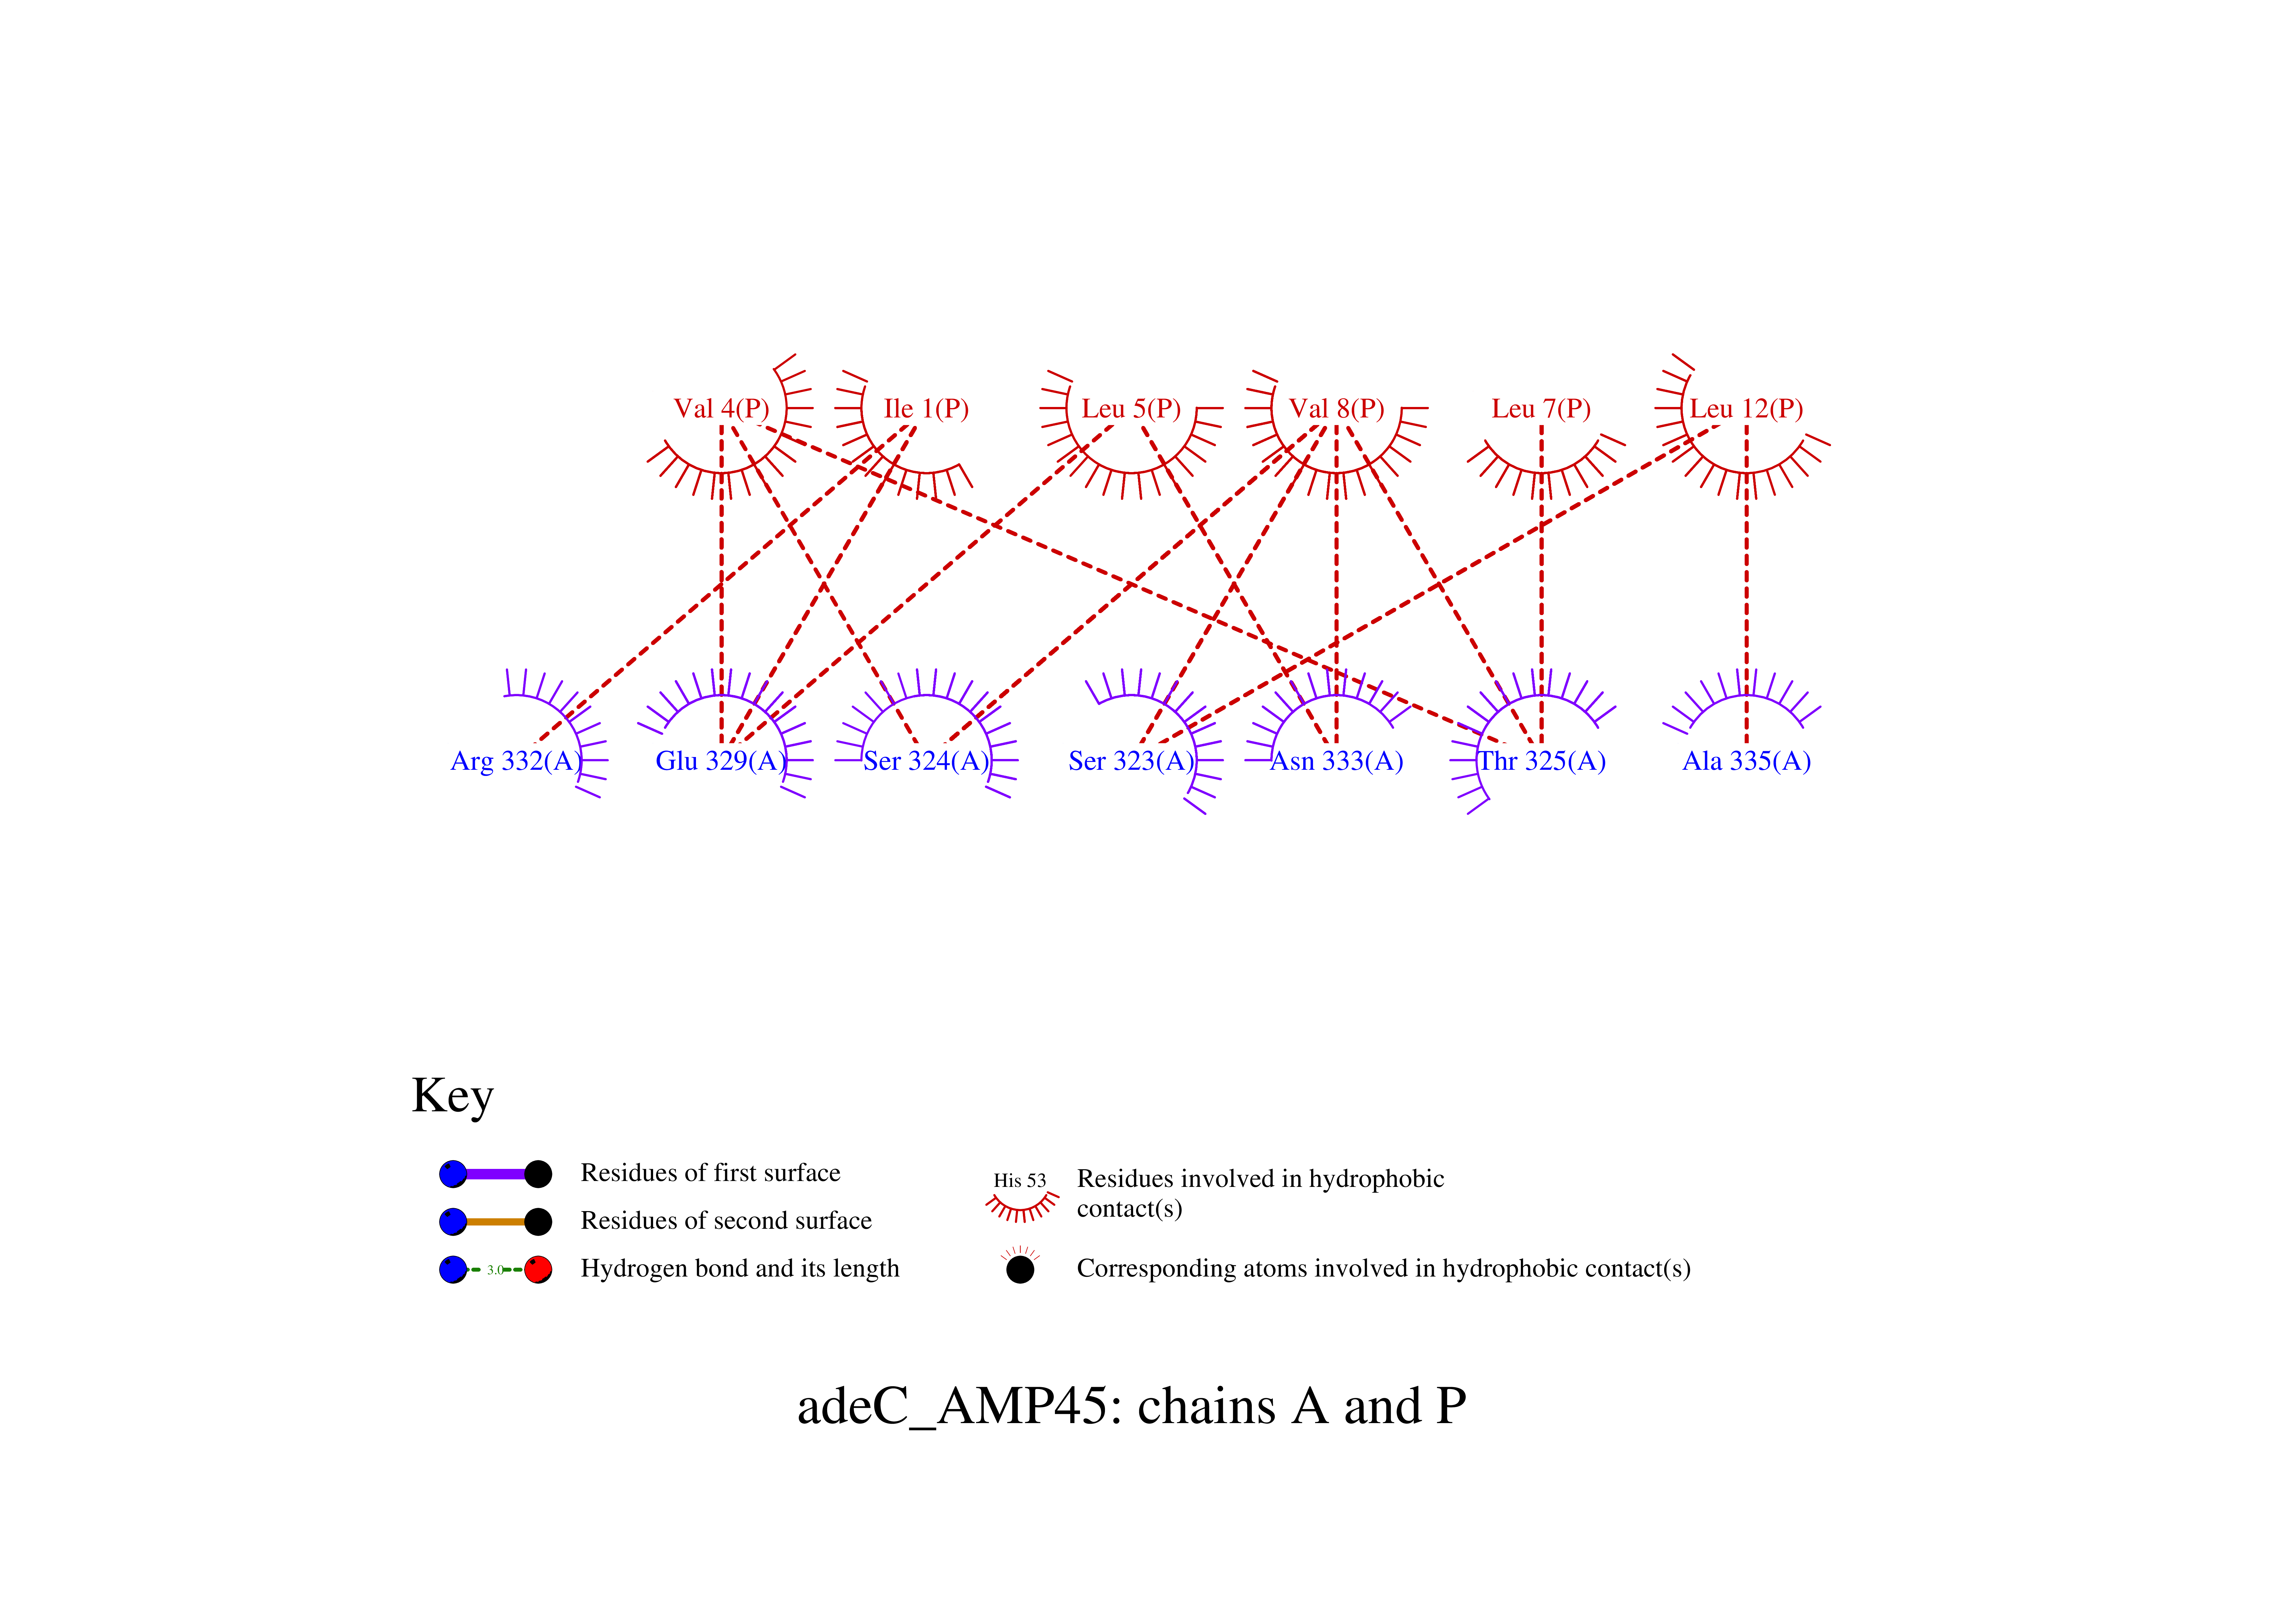 Val 4(P) Ile 1(P) Leu 5(P) Val 8(P) Leu 7(P) Leu 12(P)
Arg 332(A) Glu 329(A) Ser 324(A) Ser 323(A) Asn 333(A) Thr 325(A) Ala 335(A)
Key
Residues of first surface
Residues of second surface
3.0 Hydrogen bond and its length
His 53 Residues involved in hydrophobic
contact(s)
Corresponding atoms involved in hydrophobic contact(s)
adeC_AMP45: chains A and P